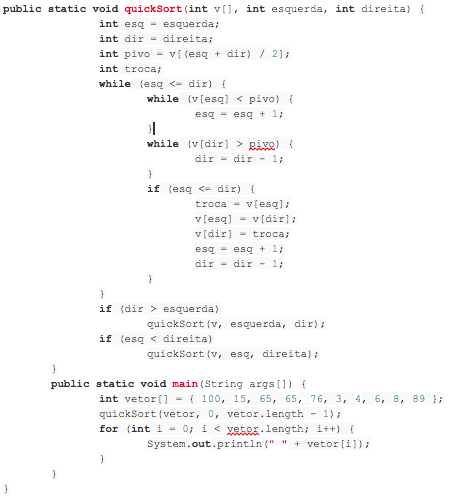 public static void quickSort(int v[], int esquerda, int direita) {
int esq = esquerda;
int dir = direita;
int pivo = v[(esq + dir) / 2];
int troca;
while (esq <= dir) {
while (v[esq] < pivo) {
esq = esq + 1;
}
while (v[dir] > pivo) {
dir = dir - 1;
}
if (esq <= dir) {
troca = v[esq];
v[esq] = v[dir];
v[dir] = troca;
esq = esq + 1;
dir = dir - 1;
}
}
if (dir > esquerda)
quickSort(v, esquerda, dir);
if (esq < direita)
quickSort(v, esq, direita);
}
public static void main(String args[]) {
int vetor[] = { 100, 15, 65, 65, 76, 3, 4, 6, 8, 89 };
quickSort(vetor, 0, vetor.length - 1);
for (int i = 0; i < vetor.length; i++) {
System.out.println(" " + vetor[i]);
}
}
}